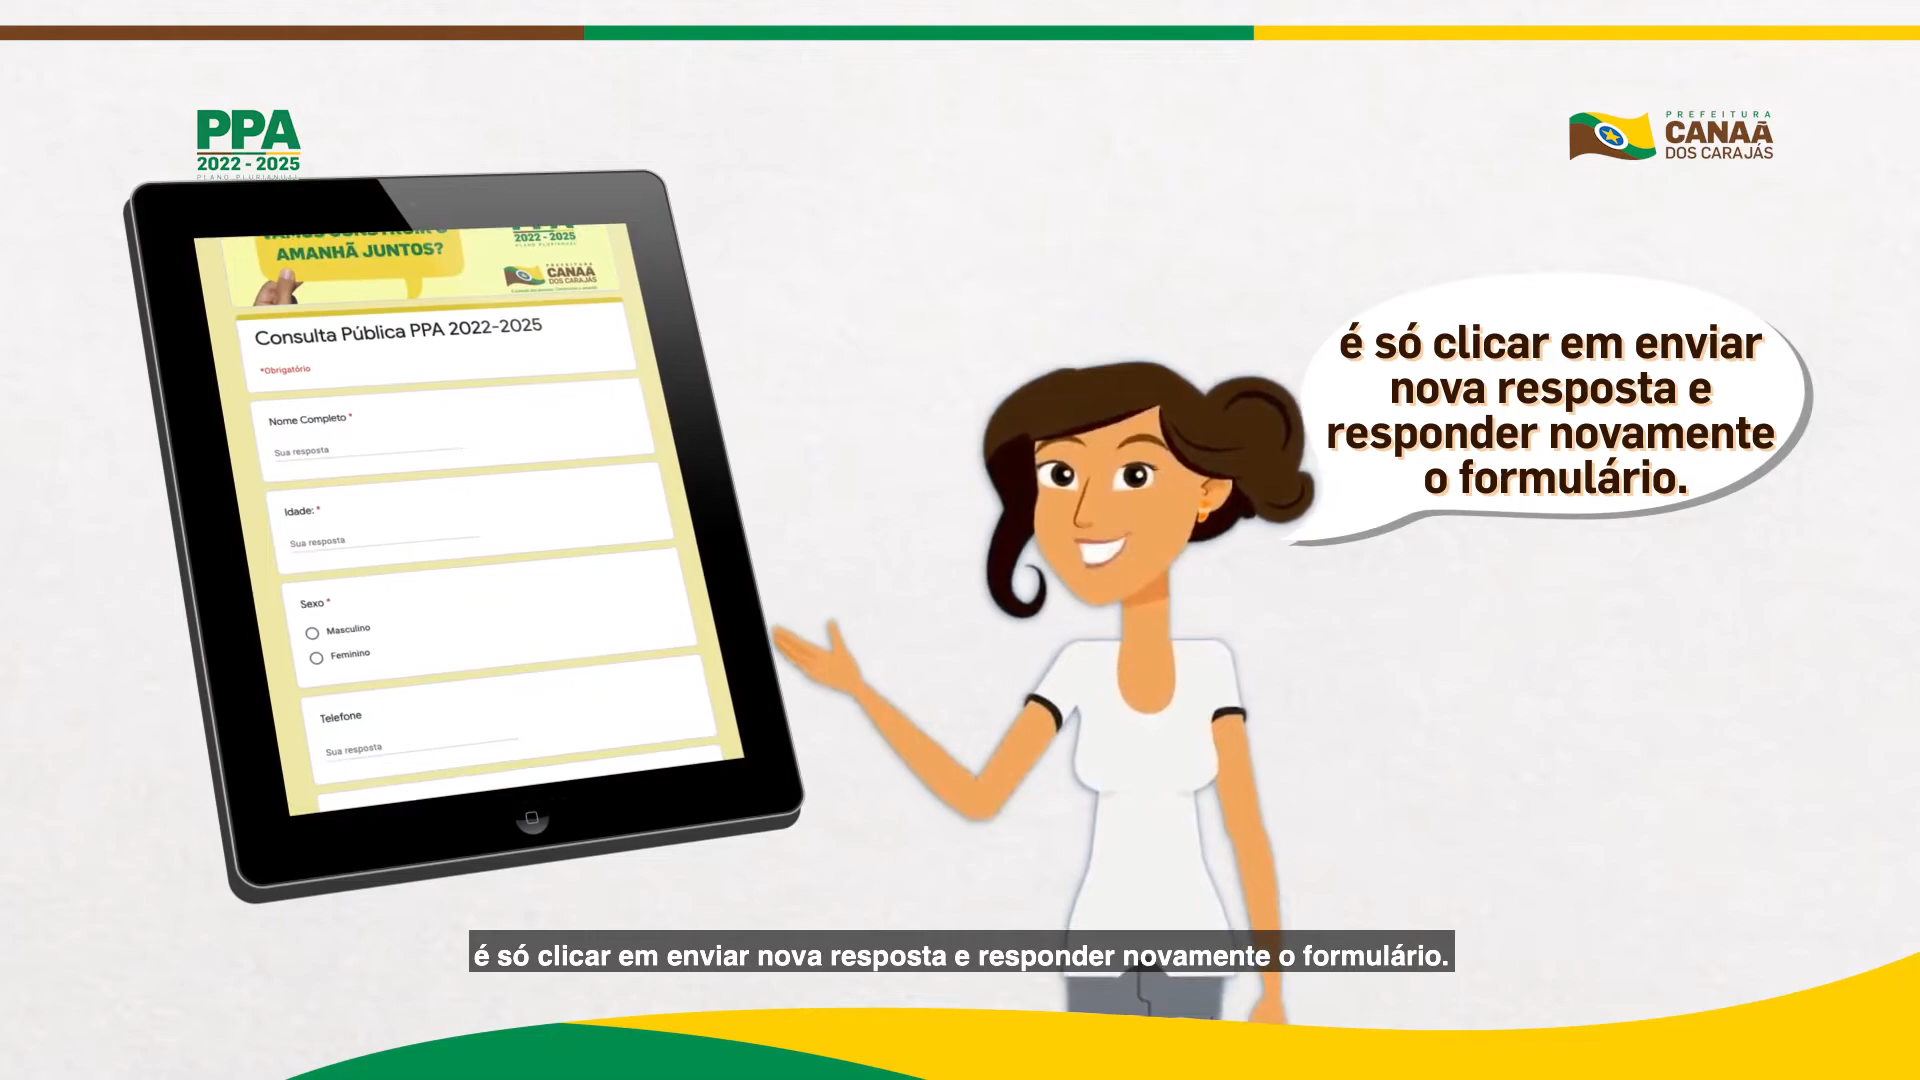 PPA
2022 - 2025
PLANO PLURIANUAL
PREFEITURA
CANAÃ
DOS CARAJÁS
AMANHÃ JUNTOS?
2022 - 2025
PREFEITURA
CANAÃ
DOS CARAJÁS
Consulta Pública PPA 2022-2025
*Obrigatório
Nome Completo *
Sua resposta
Idade: *
Sua resposta
Sexo *
Masculino
Feminino
Telefone
Sua resposta
é só clicar em enviar
nova resposta e
responder novamente
o formulário.
é só clicar em enviar nova resposta e responder novamente o formulário.